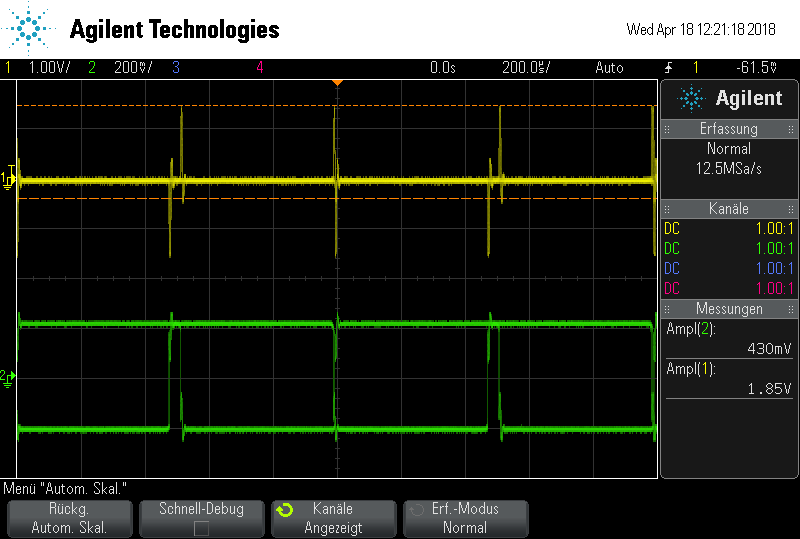 Agilent Technologies
Wed Apr 18 12:21:18 2018
1 1.00V/ 2 200mV/ 3 4 0.0s 200.0µs/ Auto 1 -61.5mV
Agilent
Erfassung
Normal
12.5MSa/s
Kanäle
DC 1.00:1
DC 1.00:1
DC 1.00:1
DC 1.00:1
Messungen
Ampl(2):
430mV
Ampl(1):
1.85V
1
2
Menü "Autom. Skal."
Rückg. Autom. Skal.
Schnell-Debug
Kanäle Angezeigt
Erf.-Modus Normal